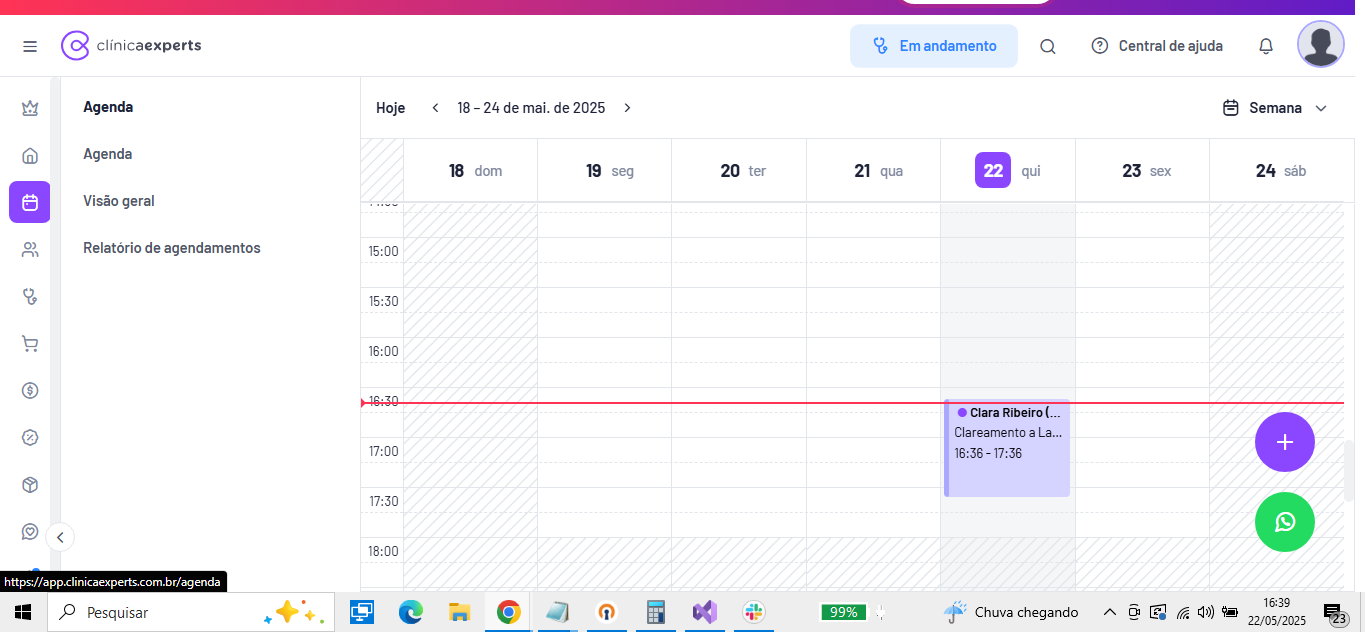 clínicaexperts
Em andamento
Central de ajuda
Agenda
Agenda
Visão geral
Relatório de agendamentos
Hoje
18 – 24 de mai. de 2025
Semana
18 dom
19 seg
20 ter
21 qua
22 qui
23 sex
24 sáb
15:00
15:30
16:00
16:30
17:00
17:30
18:00
Clara Ribeiro (...
Clareamento a La...
16:36 - 17:36
https://app.clinicaexperts.com.br/agenda
Pesquisar
99%
Chuva chegando
16:39
22/05/2025
23